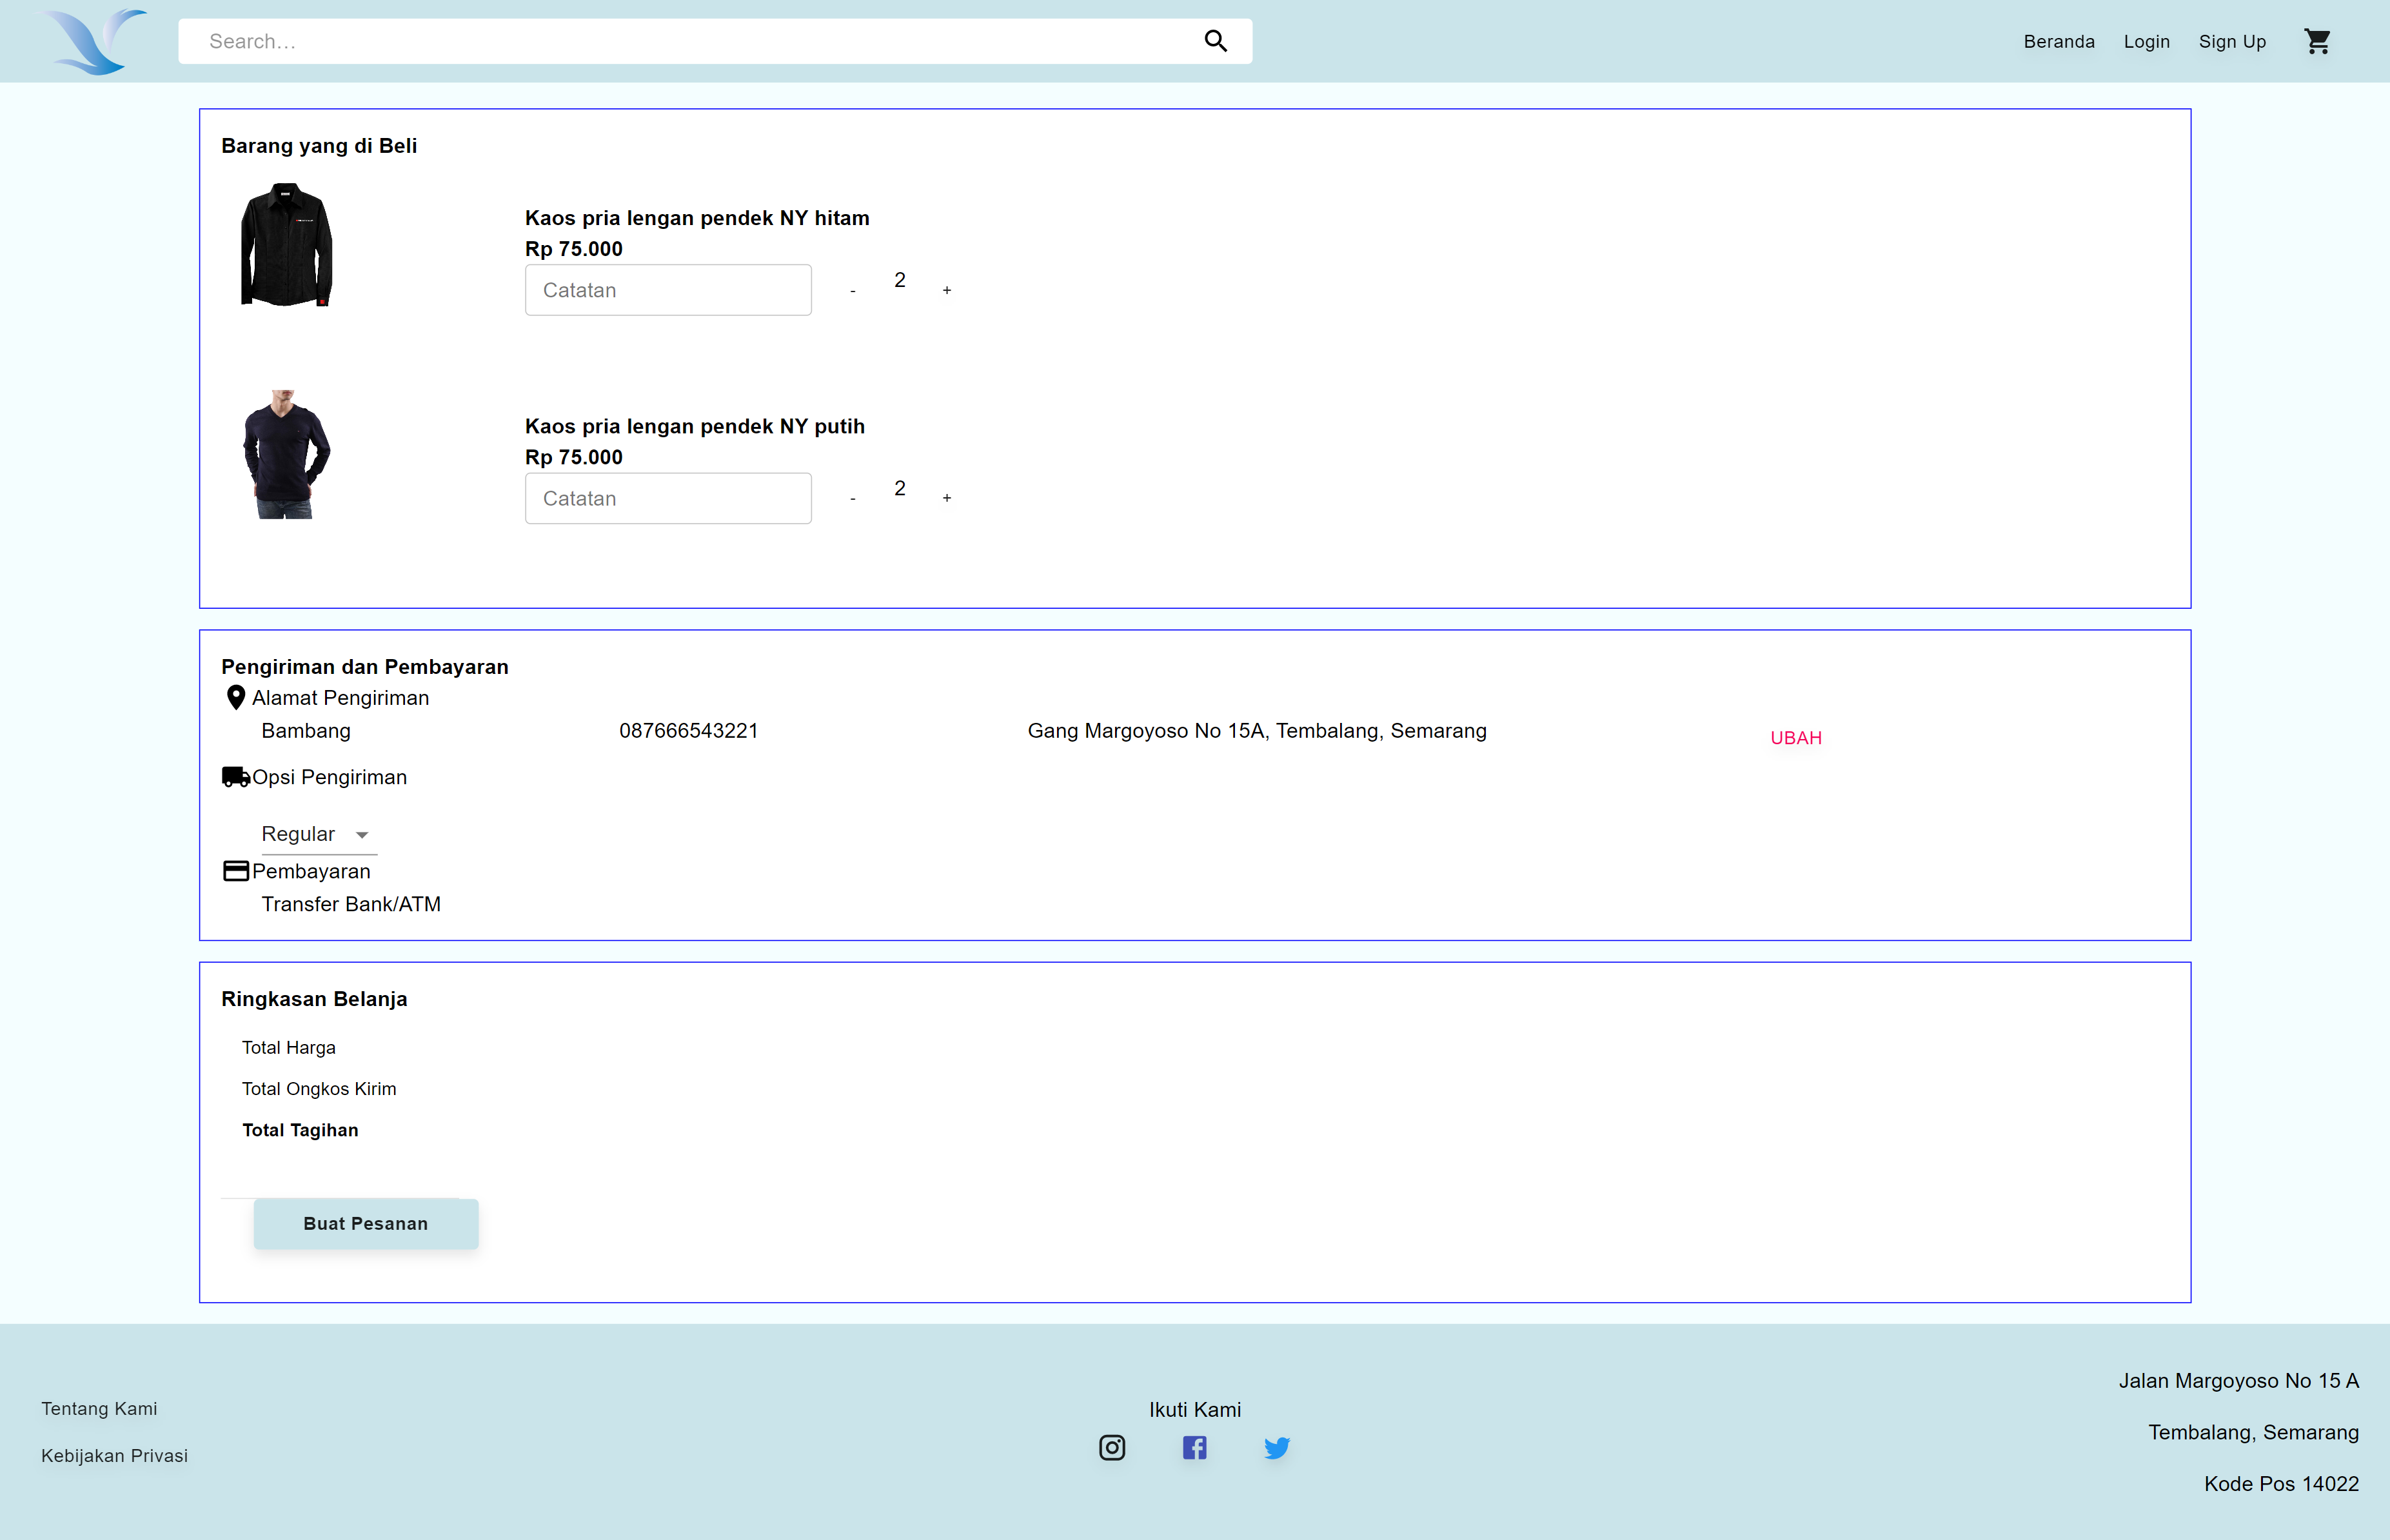 Search…
Beranda
Login
Sign Up
Barang yang di Beli
Kaos pria lengan pendek NY hitam
Rp 75.000
Catatan
-
2
+
Kaos pria lengan pendek NY putih
Rp 75.000
Catatan
-
2
+
Pengiriman dan Pembayaran
Alamat Pengiriman
Bambang
087666543221
Gang Margoyoso No 15A, Tembalang, Semarang
UBAH
Opsi Pengiriman
Regular
Pembayaran
Transfer Bank/ATM
Ringkasan Belanja
Total Harga
Total Ongkos Kirim
Total Tagihan
Buat Pesanan
Tentang Kami
Kebijakan Privasi
Ikuti Kami
Jalan Margoyoso No 15 A
Tembalang, Semarang
Kode Pos 14022